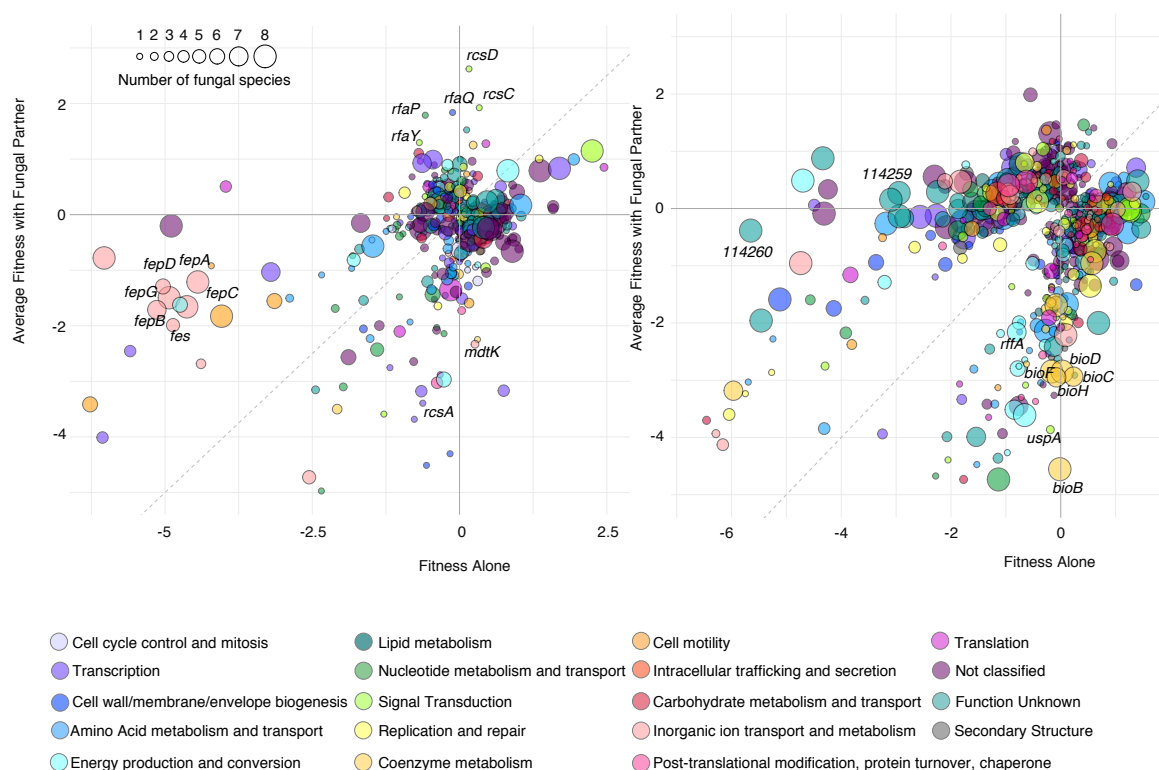 1 2 3 4 5 6 7 8
Number of fungal species
rcsD
rfaP
rfaQ
rcsC
rfaY
fepD
fepA
fepG
fepC
fepB
fes
mdtK
rcsA
2
0
-2
-4
-5
-2.5
0
2.5
Average Fitness with Fungal Partner
Fitness Alone
114259
114260
rffA
bioD
bioF
bioC
bioH
uspA
bioB
2
0
-2
-4
-6
-4
-2
0
Average Fitness with Fungal Partner
Fitness Alone
Cell cycle control and mitosis
Transcription
Cell wall/membrane/envelope biogenesis
Amino Acid metabolism and transport
Energy production and conversion
Lipid metabolism
Nucleotide metabolism and transport
Signal Transduction
Replication and repair
Coenzyme metabolism
Cell motility
Intracellular trafficking and secretion
Carbohydrate metabolism and transport
Inorganic ion transport and metabolism
Post-translational modification, protein turnover, chaperone
Translation
Not classified
Function Unknown
Secondary Structure